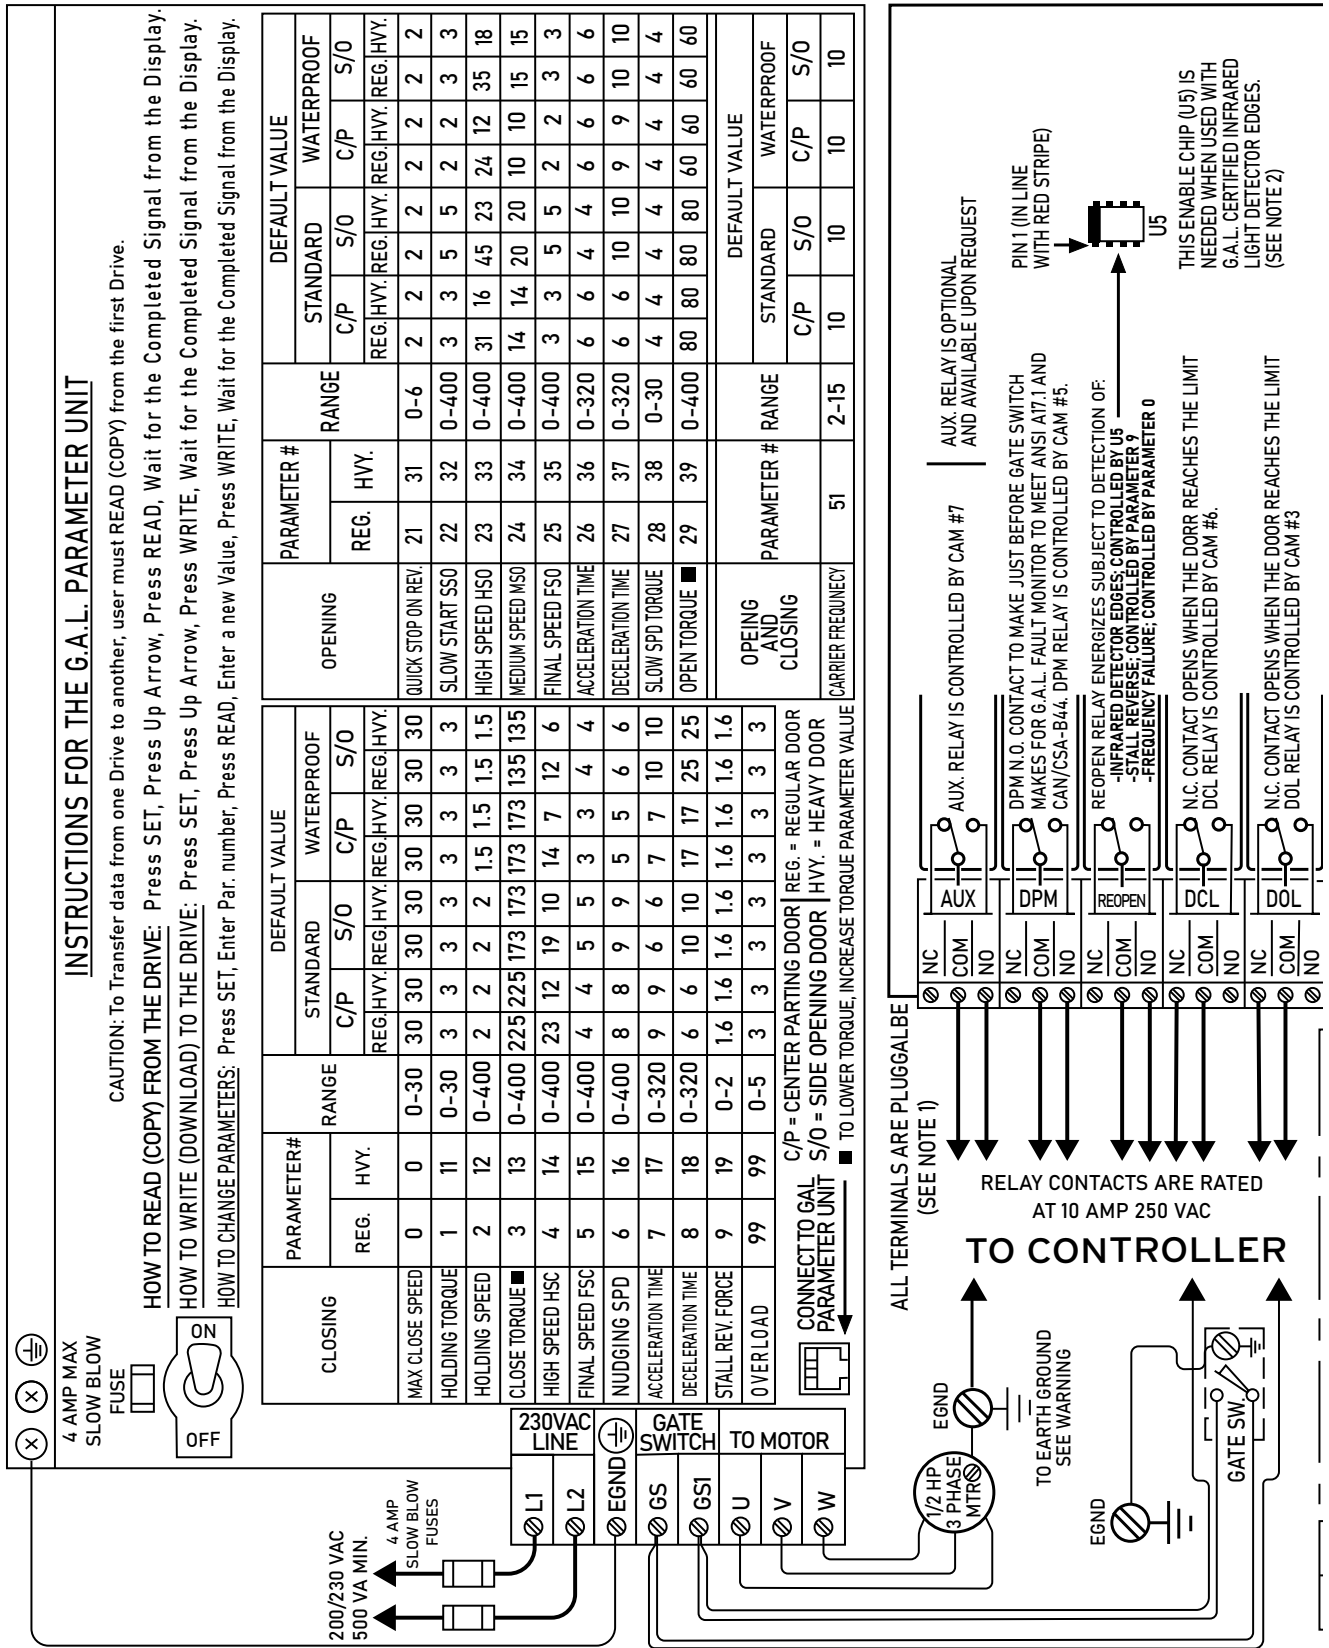 INSTRUCTIONS FOR THE G.A.L. PARAMETER UNIT
CAUTION: To Transfer data from one Drive to another, user must READ (COPY) from the first Drive.
HOW TO READ (COPY) FROM THE DRIVE: Press SET, Press Up Arrow, Press READ, Wait for the Completed Signal from the Display.
HOW TO WRITE (DOWNLOAD) TO THE DRIVE: Press SET, Press Up Arrow, Press WRITE, Wait for the Completed Signal from the Display.
HOW TO CHANGE PARAMETERS: Press SET, Enter Par. number, Press READ, Enter a new Value, Press WRITE, Wait for the Completed Signal from the Display.
X X
4 AMP MAX
SLOW BLOW
FUSE
ON
OFF
CLOSING PARAMETER# RANGE DEFAULT VALUE
STANDARD WATERPROOF
C/P S/O C/P S/O
REG. HVY. REG. HVY. REG. HVY. REG. HVY. REG. HVY.
MAX CLOSE SPEED 0 0 0-30 30 30 30 30 30 30 30 30
HOLDING TORQUE 1 11 0-30 3 3 3 3 3 3 3 3
HOLDING SPEED 2 12 0-400 2 2 2 2 1.5 1.5 1.5 1.5
CLOSE TORQUE ■ 3 13 0-400 225 225 173 173 173 173 135 135
HIGH SPEED HSC 4 14 0-400 23 12 19 10 14 7 12 6
FINAL SPEED FSC 5 15 0-400 4 4 5 5 3 3 4 4
NUDGING SPD 6 16 0-400 8 8 9 9 5 5 6 6
ACCELERATION TIME 7 17 0-320 9 9 6 6 7 7 10 10
DECELERATION TIME 8 18 0-320 6 6 10 10 17 17 25 25
STALL REV. FORCE 9 19 0-2 1.6 1.6 1.6 1.6 1.6 1.6 1.6 1.6
OVERLOAD 99 99 0-5 3 3 3 3 3 3 3 3
CONNECT TO GAL
PARAMETER UNIT
C/P = CENTER PARTING DOOR REG. = REGULAR DOOR
S/O = SIDE OPENING DOOR HVY. = HEAVY DOOR
■ TO LOWER TORQUE, INCREASE TORQUE PARAMETER VALUE
OPENING PARAMETER # RANGE DEFAULT VALUE
STANDARD WATERPROOF
C/P S/O C/P S/O
REG. HVY. REG. HVY. REG. HVY. REG. HVY. REG. HVY.
QUICK STOP ON REV. 21 31 0-6 2 2 2 2 2 2 2 2
SLOW START SSO 22 32 0-400 3 3 5 5 2 2 3 3
HIGH SPEED HSO 23 33 0-400 31 16 45 23 24 12 35 18
MEDIUM SPEED MSO 24 34 0-400 14 14 20 20 10 10 15 15
FINAL SPEED FSO 25 35 0-400 3 3 5 5 2 2 3 3
ACCELERATION TIME 26 36 0-320 6 6 4 4 6 6 6 6
DECELERATION TIME 27 37 0-320 6 6 10 10 9 9 10 10
SLOW SPD TORQUE 28 38 0-30 4 4 4 4 4 4 4 4
OPEN TORQUE ■ 29 39 0-400 80 80 80 80 60 60 60 60
OPEING
AND
CLOSING
PARAMETER # RANGE DEFAULT VALUE
STANDARD WATERPROOF
C/P S/O C/P S/O
CARRIER FREQUNECY 51 2-15 10 10 10 10
200/230 VAC
500 VA MIN.
4 AMP
SLOW BLOW
FUSES
230VAC
LINE
L1
L2
EGND
GATE
SWITCH
GS
GS1
TO MOTOR
U
V
W
1/2 HP
3 PHASE
MTR
EGND
TO EARTH GROUND
SEE WARNING
EGND
GATE SW.
ALL TERMINALS ARE PLUGGALBE
(SEE NOTE 1)
RELAY CONTACTS ARE RATED
AT 10 AMP 250 VAC
TO CONTROLLER
NC
COM
NO
AUX
AUX. RELAY IS CONTROLLED BY CAM #7
AUX. RELAY IS OPTIONAL
AND AVAILABLE UPON REQUEST
NC
COM
NO
DPM
DPM N.O. CONTACT TO MAKE JUST BEFORE GATE SWITCH
MAKES FOR G.A.L. FAULT MONITOR TO MEET ANSI A17.1 AND
CAN/CSA-B44. DPM RELAY IS CONTROLLED BY CAM #5.
NC
COM
NO
REOPEN
REOPEN RELAY ENERGIZES SUBJECT TO DETECTION OF:
-INFRARED DETECTOR EDGES; CONTROLLED BY U5
-STALL REVERSE; CONTROLLED BY PARAMETER 9
-FREQUENCY FAILURE; CONTROLLED BY PARAMETER 0
PIN 1 (IN LINE
WITH RED STRIPE)
U5
THIS ENABLE CHIP (U5) IS
NEEDED WHEN USED WITH
G.A.L. CERTIFIED INFRARED
LIGHT DETECTOR EDGES.
(SEE NOTE 2)
NC
COM
NO
DCL
N.C. CONTACT OPENS WHEN THE DORR REACHES THE LIMIT
DCL RELAY IS CONTROLLED BY CAM #6.
NC
COM
NO
DOL
N.C. CONTACT OPENS WHEN THE DOOR REACHES THE LIMIT
DOL RELAY IS CONTROLLED BY CAM #3